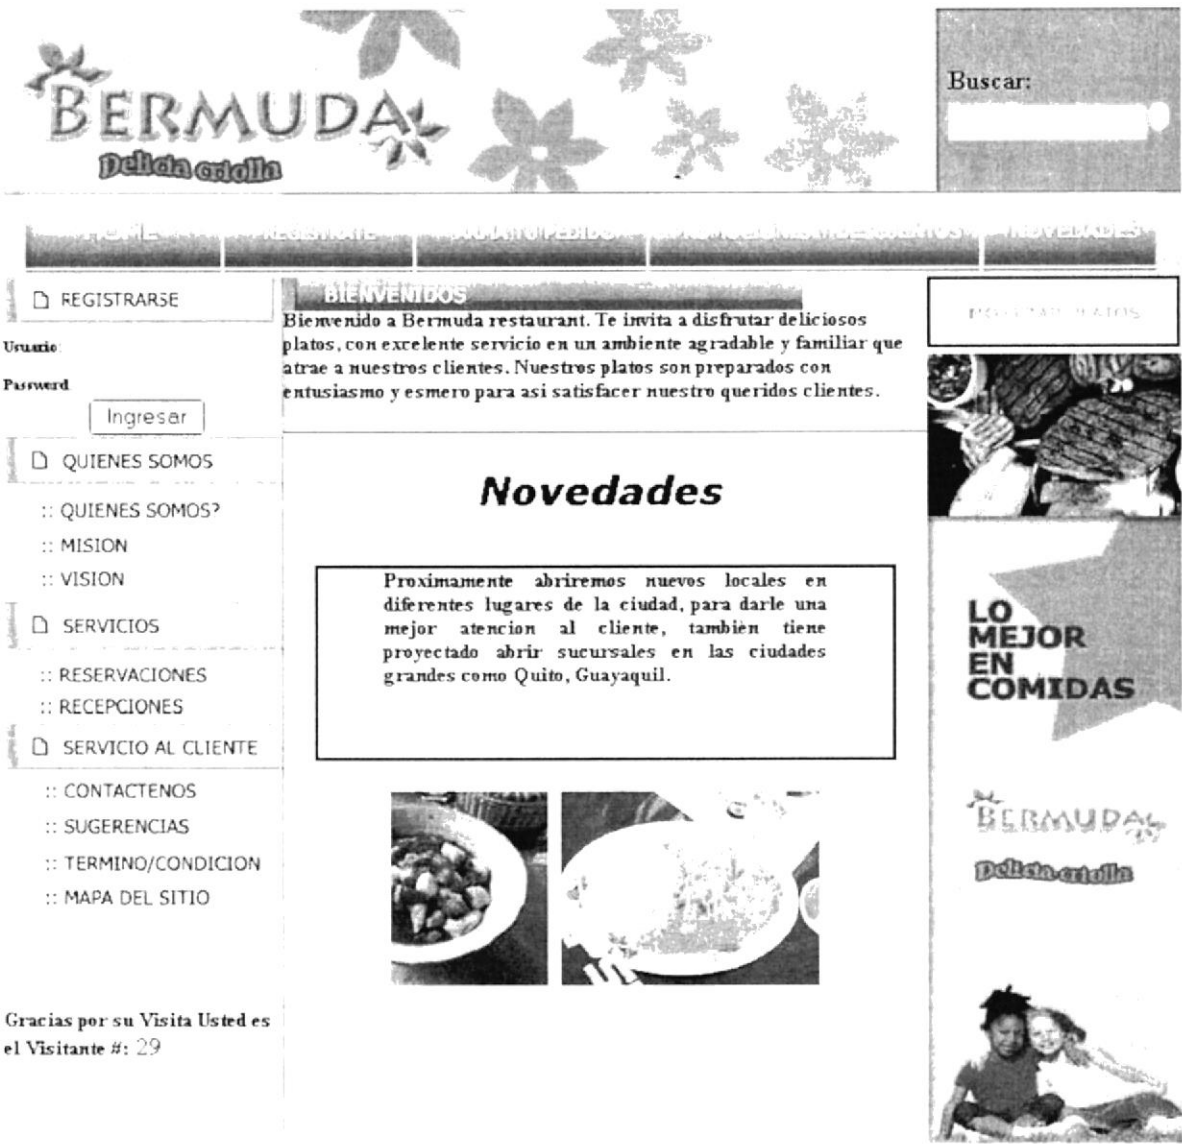 BERMUDA
Delicia criolla
Buscar:
HOME
REGISTRATE
NOVEDADES
REGISTRARSE
Usuario:
Password
Ingresar
QUIENES SOMOS
:: QUIENES SOMOS?
:: MISION
:: VISION
SERVICIOS
:: RESERVACIONES
:: RECEPCIONES
SERVICIO AL CLIENTE
:: CONTACTENOS
:: SUGERENCIAS
:: TERMINO/CONDICION
:: MAPA DEL SITIO
Gracias por su Visita Usted es
el Visitante #: 29
BIENVENIDOS
Bienvenido a Bermuda restaurant. Te invita a disfrutar deliciosos
platos, con excelente servicio en un ambiente agradable y familiar que
atrae a nuestros clientes. Nuestros platos son preparados con
entusiasmo y esmero para asi satisfacer nuestro queridos clientes.
Novedades
Proximamente abriremos nuevos locales en
diferentes lugares de la ciudad, para darle una
mejor atencion al cliente, también tiene
proyectado abrir sucursales en las ciudades
grandes como Quito, Guayaquil.
PLATOS
LO
MEJOR
EN
COMIDAS
BERMUDA
Delicia criolla